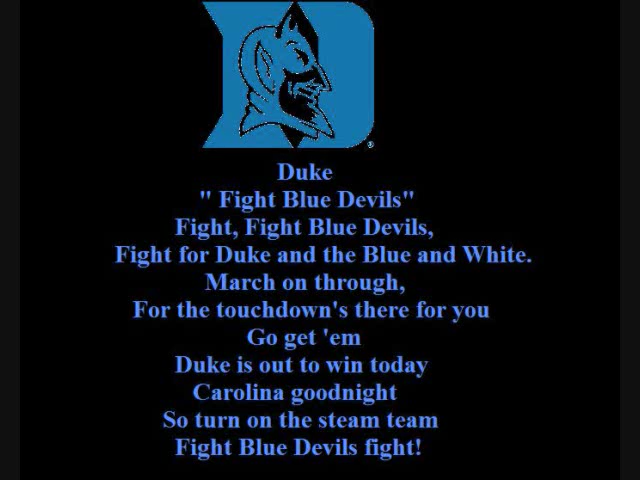 Duke
" Fight Blue Devils"
Fight, Fight Blue Devils,
Fight for Duke and the Blue and White.
March on through,
For the touchdown's there for you
Go get 'em
Duke is out to win today
Carolina goodnight
So turn on the steam team
Fight Blue Devils fight!